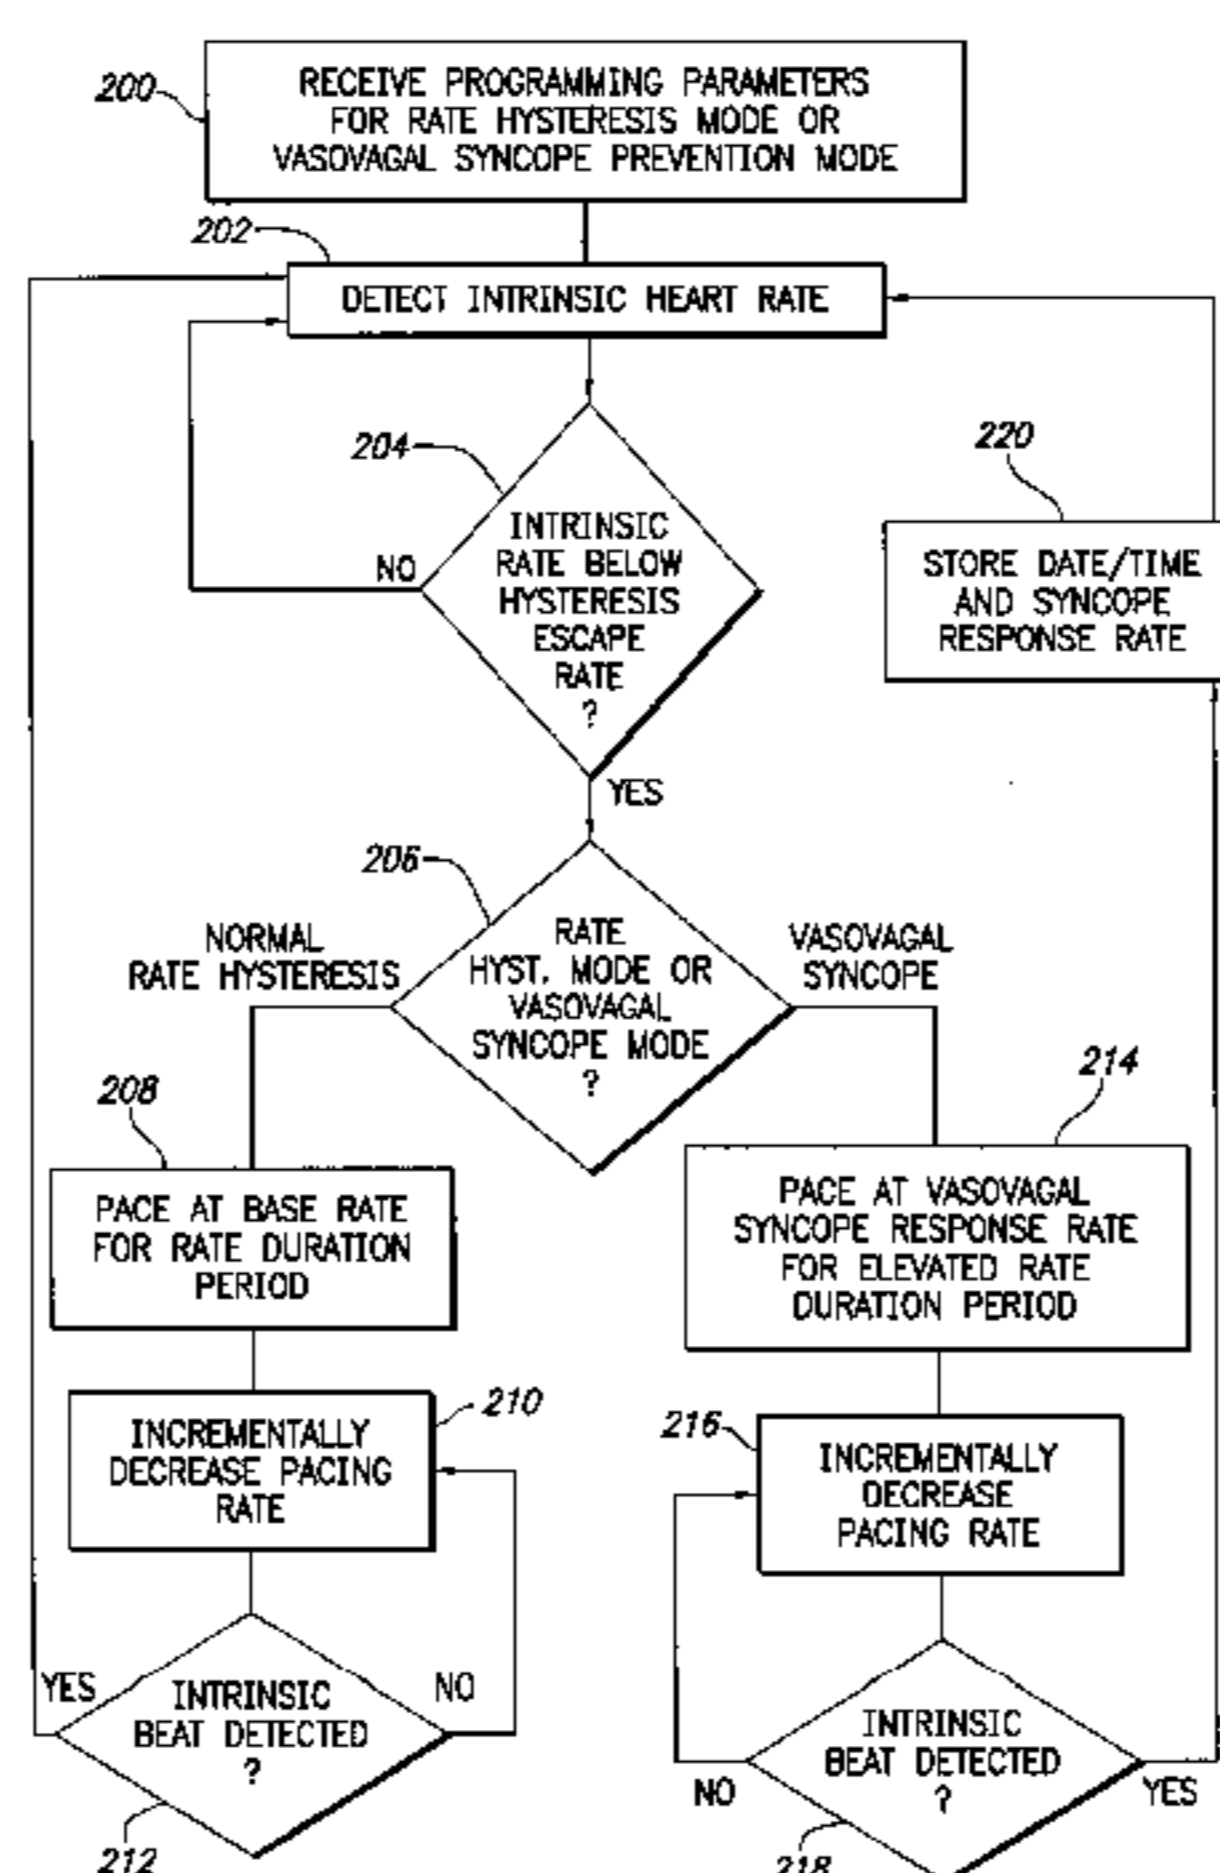 200
RECEIVE PROGRAMMING PARAMETERS
FOR RATE HYSTERESIS MODE OR
VASOVAGAL SYNCOPE PREVENTION MODE
202
DETECT INTRINSIC HEART RATE
204
INTRINSIC
RATE BELOW
HYSTERESIS
ESCAPE
RATE
?
NO
YES
220
STORE DATE/TIME
AND SYNCOPE
RESPONSE RATE
206
RATE
HYST. MODE OR
VASOVAGAL
SYNCOPE MODE
?
NORMAL
RATE HYSTERESIS
VASOVAGAL
SYNCOPE
208
PACE AT BASE RATE
FOR RATE DURATION
PERIOD
214
PACE AT VASOVAGAL
SYNCOPE RESPONSE RATE
FOR ELEVATED RATE
DURATION PERIOD
210
INCREMENTALLY
DECREASE PACING
RATE
216
INCREMENTALLY
DECREASE
PACING RATE
YES
INTRINSIC
BEAT DETECTED
?
NO
212
NO
INTRINSIC
BEAT DETECTED
?
YES
218